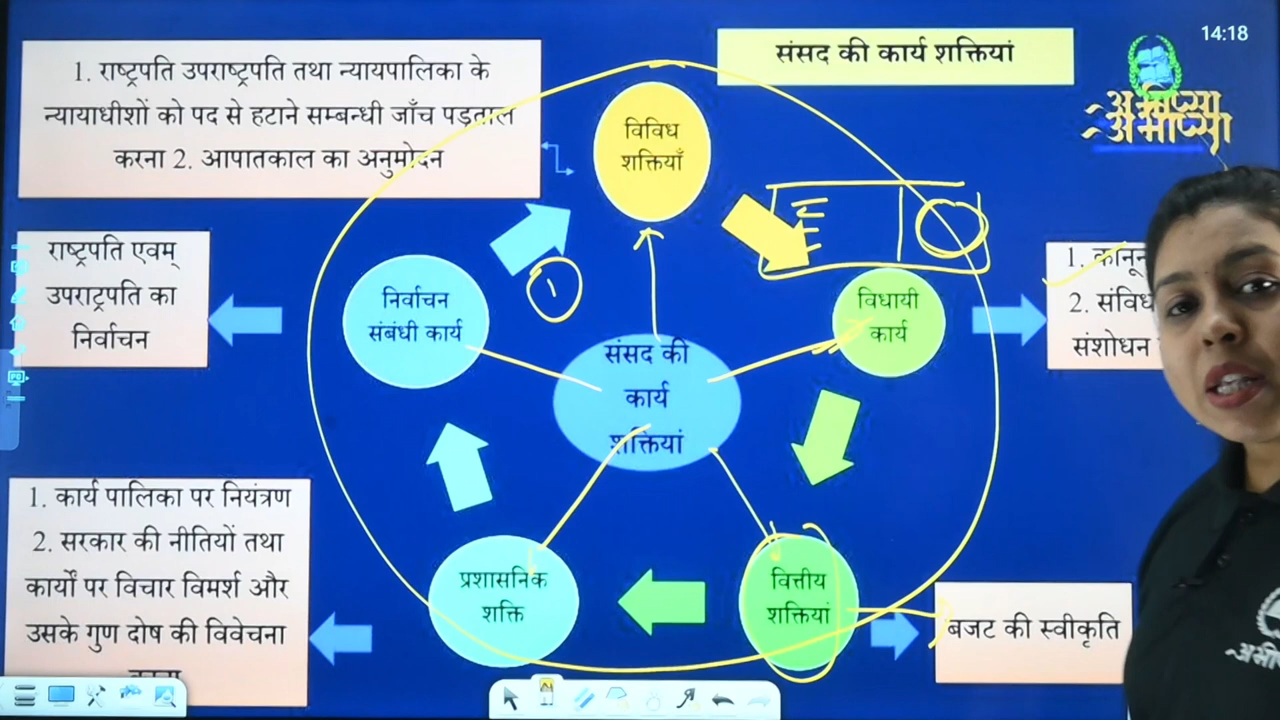 14:18
संसद की कार्य शक्तियां
1. राष्ट्रपति उपराष्ट्रपति तथा न्यायपालिका के
न्यायाधीशों को पद से हटाने सम्बन्धी जाँच पड़ताल
करना 2. आपातकाल का अनुमोदन
विविध
शक्तियाँ
राष्ट्रपति एवम्
उपराट्रपति का
निर्वाचन
निर्वाचन
संबंधी कार्य
1
विधायी
कार्य
1. कानून
2. संविध
संशोधन
संसद की
कार्य
शक्तियां
1. कार्य पालिका पर नियंत्रण
2. सरकार की नीतियों तथा
कार्यों पर विचार विमर्श और
उसके गुण दोष की विवेचना
प्रशासनिक
शक्ति
वित्तीय
शक्तियां
बजट की स्वीकृति